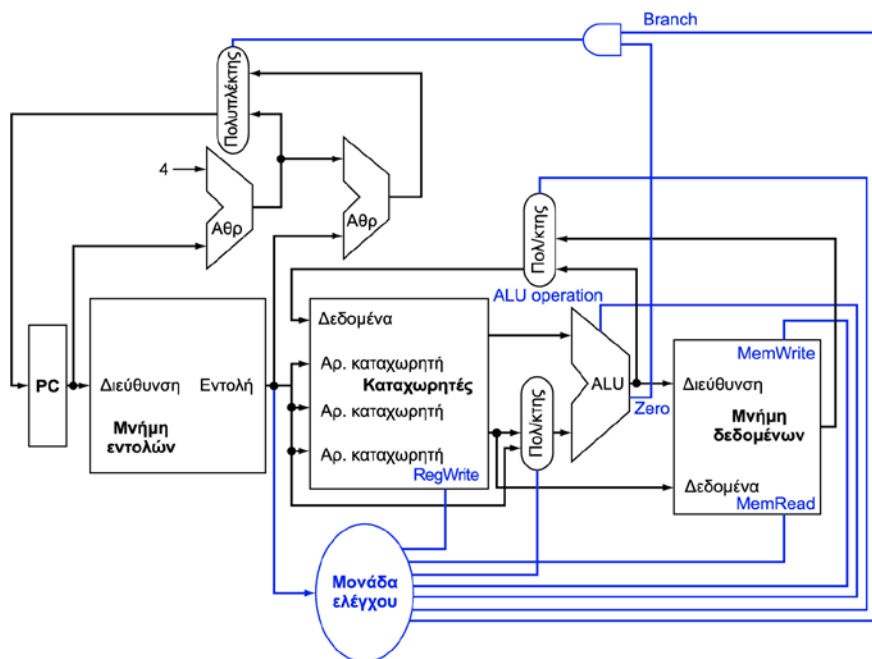 Branch
Πολυπλέκτης
4
Αθρ
Αθρ
Πολ/κτης
ALU operation
Δεδομένα
PC
Διεύθυνση
Εντολή
Μνήμη
εντολών
Αρ. καταχωρητή
Καταχωρητές
Αρ. καταχωρητή
Αρ. καταχωρητή
RegWrite
Πολ/κτης
ALU
Zero
MemWrite
Διεύθυνση
Μνήμη
δεδομένων
Δεδομένα
MemRead
Μονάδα
ελέγχου